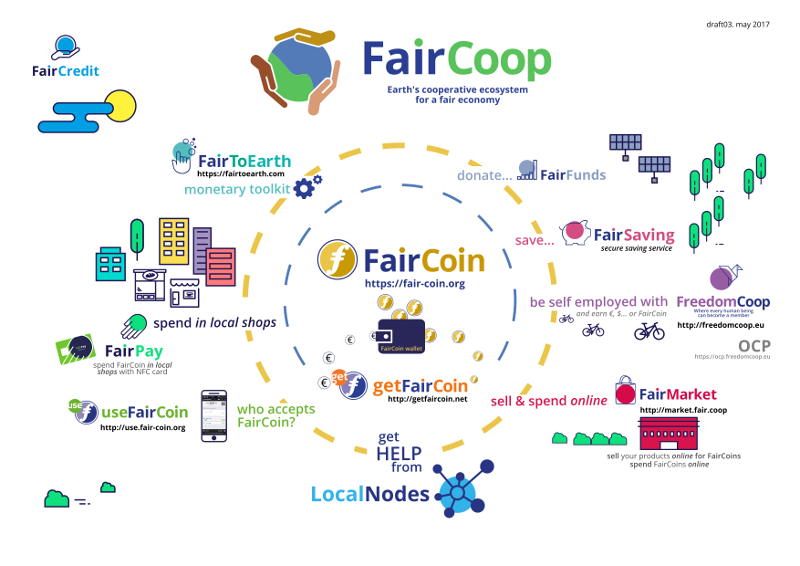 draft03. may 2017
FairCredit
FairCoop
Earth's cooperative ecosystem
for a fair economy
FairToEarth
https://fairtoearth.com
monetary toolkit
donate...
FairFunds
save...
FairSaving
secure saving service
FairCoin
https://fair-coin.org
FairCoin wallet
be self employed with
and earn €, $... or FairCoin
FreedomCoop
Where every human being
can become a member
http://freedomcoop.eu
OCP
https://ocp.freedomcoop.eu
spend in local shops
FairPay
spend FairCoin in local
shops with NFC card
€
€
get
getFairCoin
http://getfaircoin.net
use
useFairCoin
http://use.fair-coin.org
who accepts
FairCoin?
sell & spend online
FairMarket
http://market.fair.coop
sell your products online for FairCoins
spend FairCoins online
get
HELP
from
LocalNodes